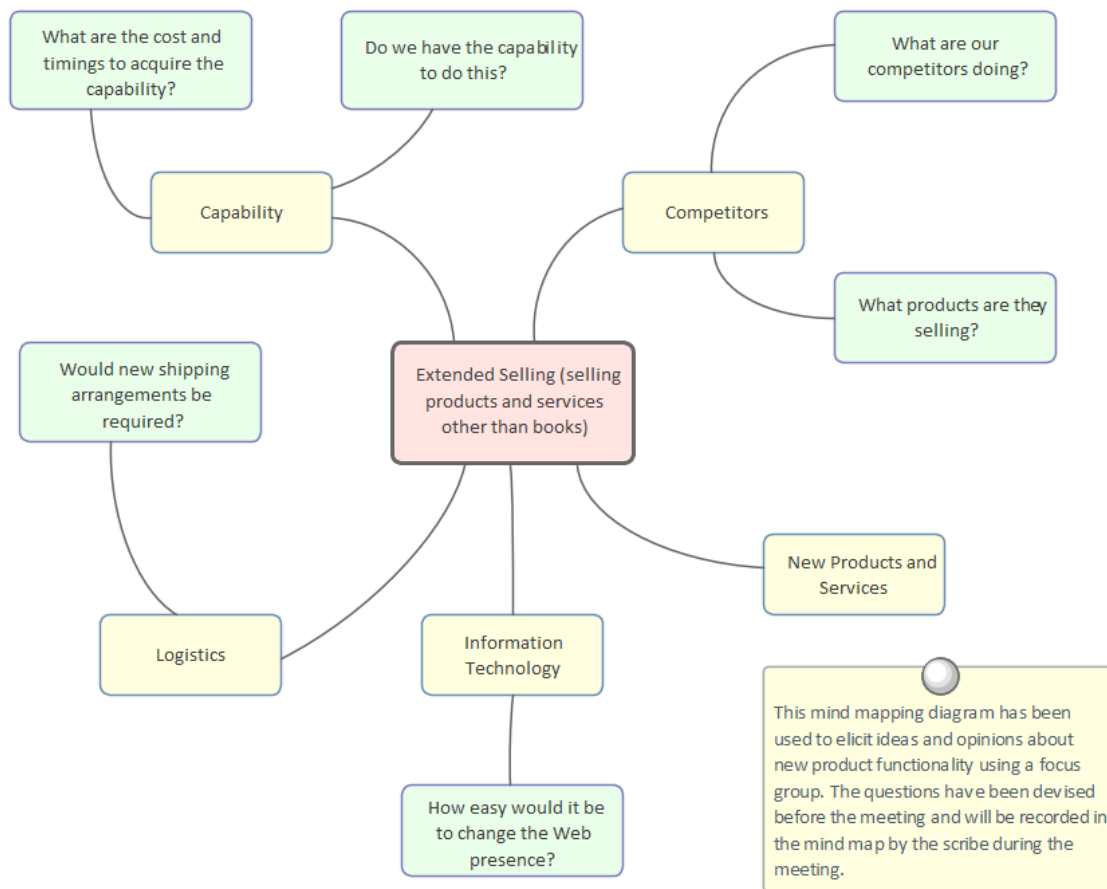 What are the cost and
timings to acquire the
capability?
Do we have the capability
to do this?
What are our
competitors doing?
Capability
Competitors
What products are they
selling?
Would new shipping
arrangements be
required?
Extended Selling (selling
products and services
other than books)
New Products and
Services
Logistics
Information
Technology
How easy would it be
to change the Web
presence?
This mind mapping diagram has been
used to elicit ideas and opinions about
new product functionality using a focus
group. The questions have been devised
before the meeting and will be recorded in
the mind map by the scribe during the
meeting.